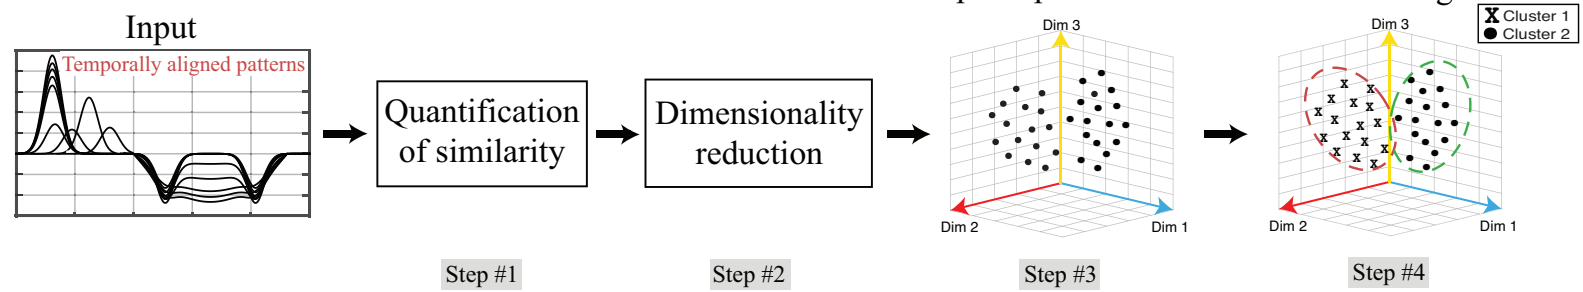 Input
Temporally aligned patterns
Quantification
of similarity
Dimensionality
reduction
Dim 3
Dim 2
Dim 1
Dim 3
Dim 2
Dim 1
X Cluster 1
Cluster 2
Step #1
Step #2
Step #3
Step #4